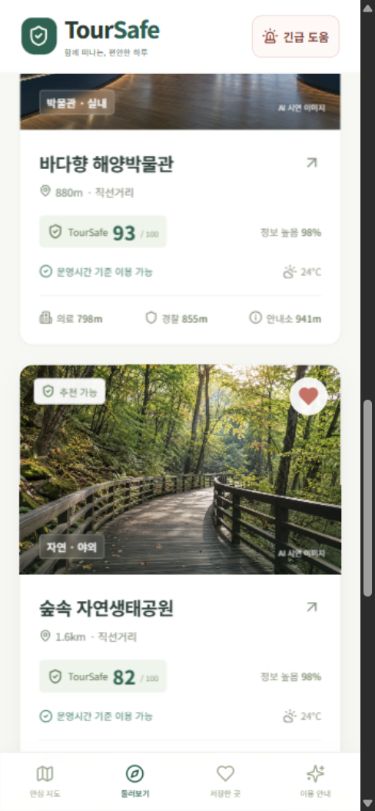 TourSafe
함께 떠나는, 편안한 하루
긴급 도움
박물관 · 실내
AI 시연 이미지
바다향 해양박물관
880m · 직선거리
TourSafe 93 / 100
정보 높음 98%
운영시간 기준 이용 가능
24°C
의료 798m
경찰 855m
안내소 941m
추천 가능
자연 · 야외
AI 시연 이미지
숲속 자연생태공원
1.6km · 직선거리
TourSafe 82 / 100
정보 높음 98%
운영시간 기준 이용 가능
24°C
안심 지도
둘러보기
저장한 곳
이용 안내